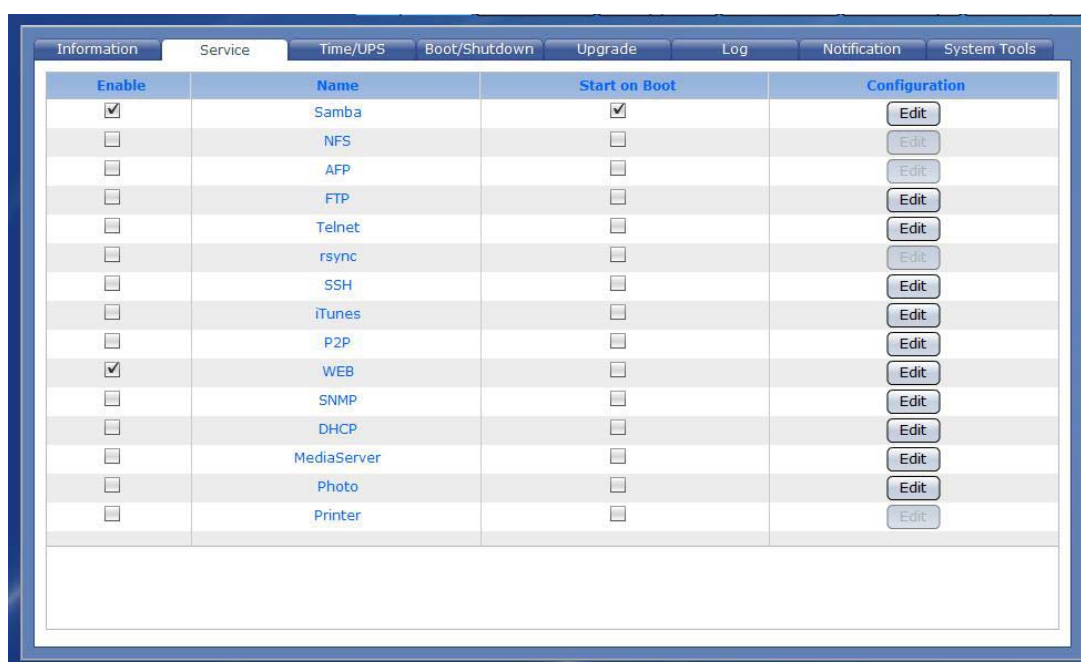 Information Service Time/UPS Boot/Shutdown Upgrade Log Notification System Tools
Enable Name Start on Boot Configuration
Samba Edit
NFS Edit
AFP Edit
FTP Edit
Telnet Edit
rsync Edit
SSH Edit
iTunes Edit
P2P Edit
WEB Edit
SNMP Edit
DHCP Edit
MediaServer Edit
Photo Edit
Printer Edit